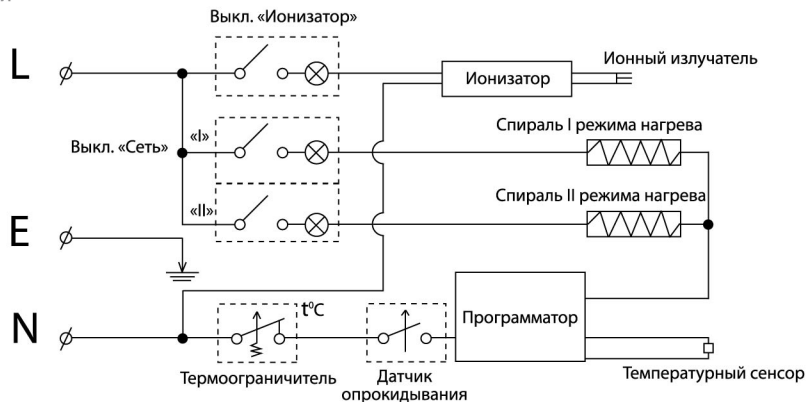 Выкл. «Ионизатор»
L
Ионизатор
Ионный излучатель
«I»
Выкл. «Сеть»
Спираль I режима нагрева
«II»
Спираль II режима нагрева
E
t⁰C
N
Программатор
Термоограничитель
Датчик
опрокидывания
Температурный сенсор